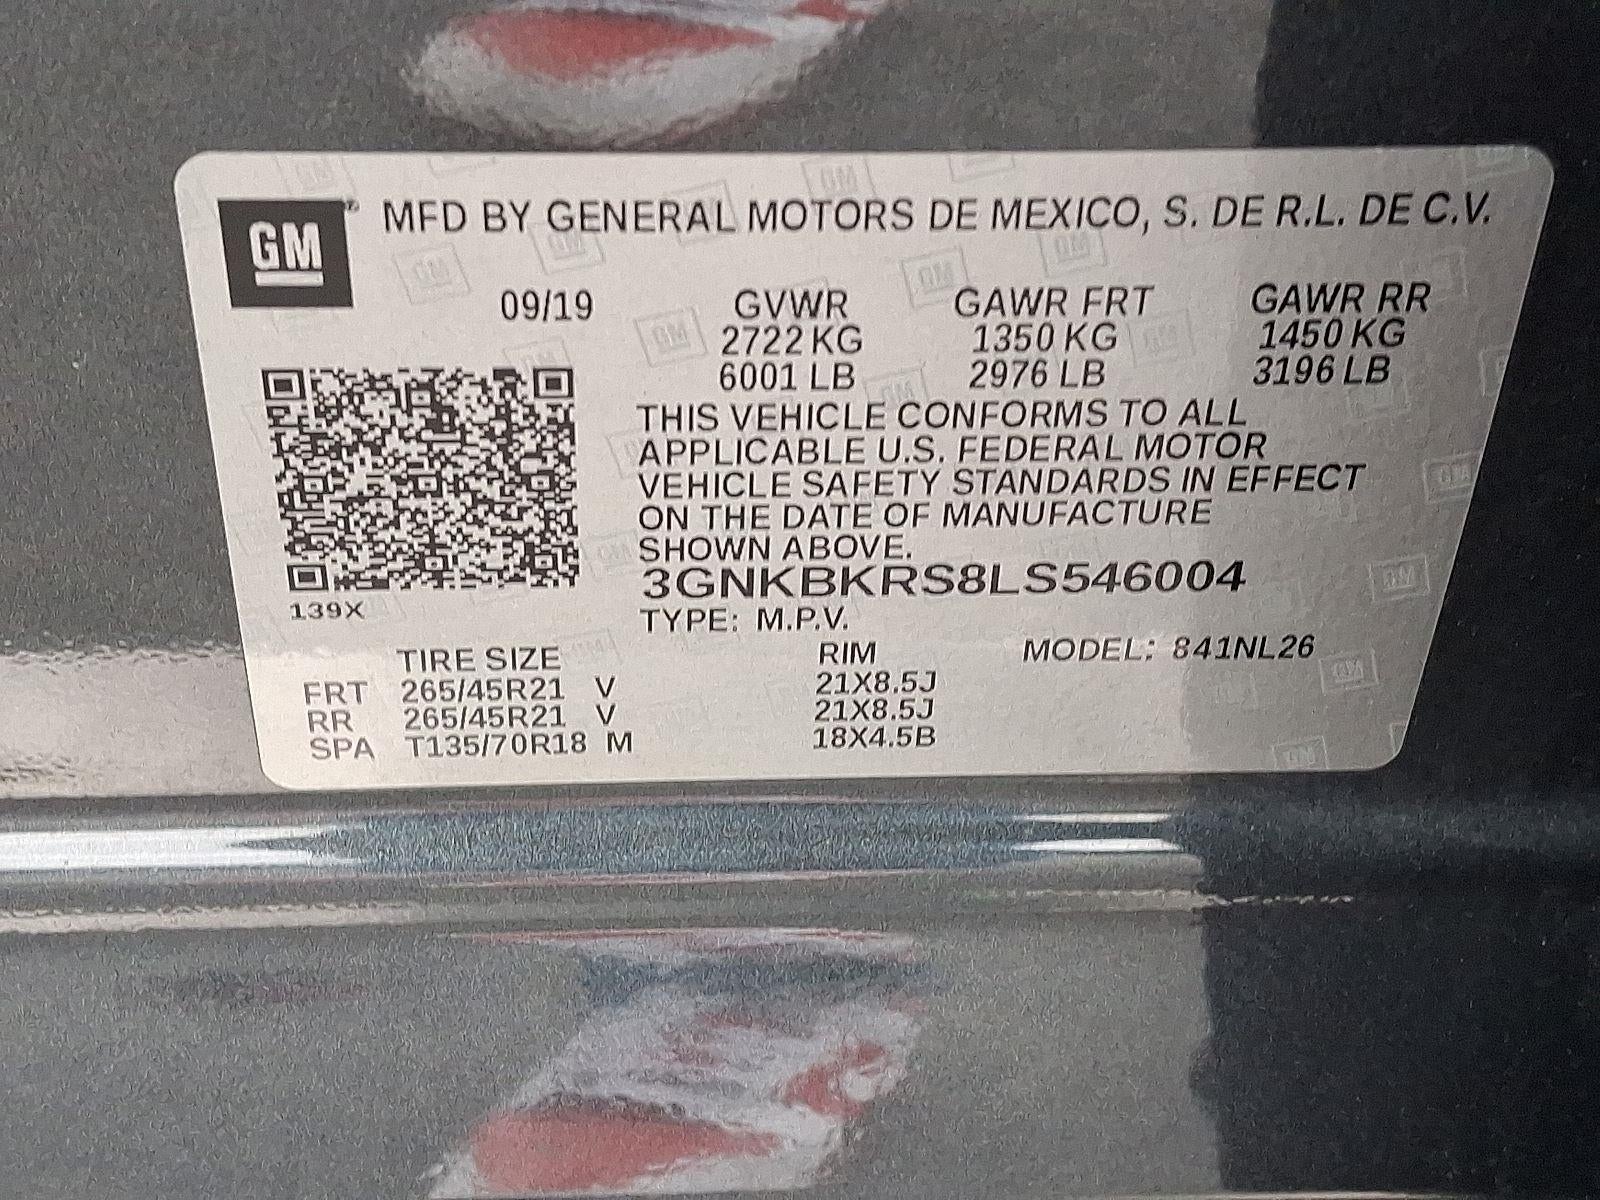 GM
MFD BY GENERAL MOTORS DE MEXICO, S. DE R.L. DE C.V.
09/19 GVWR GAWR FRT GAWR RR
2722 KG 1350 KG 1450 KG
6001 LB 2976 LB 3196 LB
THIS VEHICLE CONFORMS TO ALL
APPLICABLE U.S. FEDERAL MOTOR
VEHICLE SAFETY STANDARDS IN EFFECT
ON THE DATE OF MANUFACTURE
SHOWN ABOVE.
3GNKBKRS8LS546004
139X
TYPE: M.P.V.
TIRE SIZE RIM MODEL: 841NL26
FRT 265/45R21 V 21X8.5J
RR 265/45R21 V 21X8.5J
SPA T135/70R18 M 18X4.5B